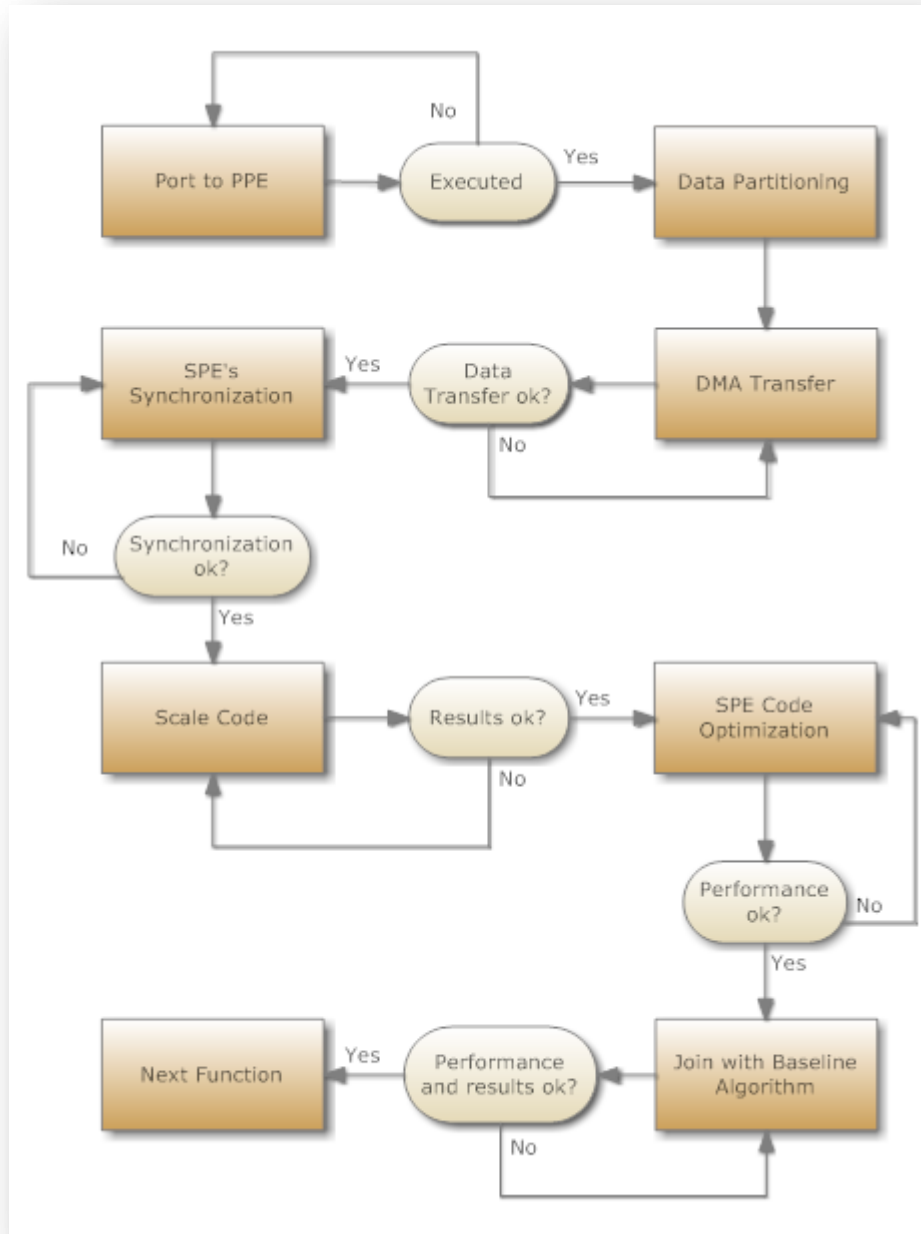 No
Port to PPE
Executed
Yes
Data Partitioning
SPE's
Synchronization
Yes
Data
Transfer ok?
No
DMA Transfer
No
Synchronization
ok?
Yes
Scale Code
Results ok?
Yes
No
SPE Code
Optimization
Performance
ok?
No
Yes
Next Function
Yes
Performance
and results ok?
No
Join with Baseline
Algorithm